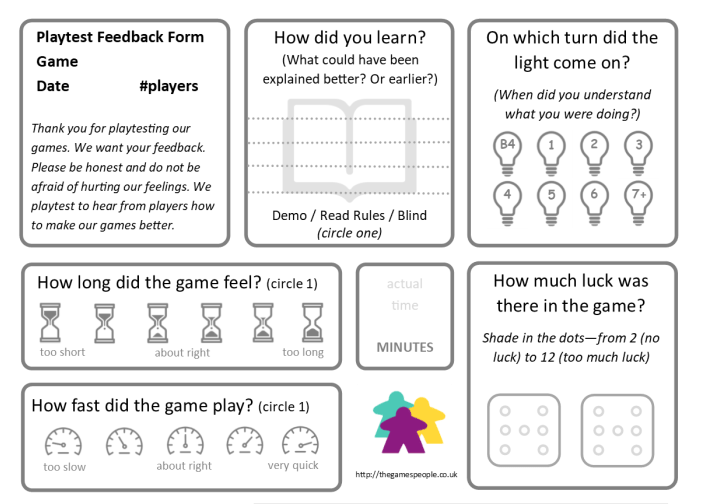 Playtest Feedback Form
Game
Date #players
Thank you for playtesting our
games. We want your feedback.
Please be honest and do not be
afraid of hurting our feelings. We
playtest to hear from players how
to make our games better.
How did you learn?
(What could have been
explained better? Or earlier?)
Demo / Read Rules / Blind
(circle one)
On which turn did the
light come on?
(When did you understand
what you were doing?)
B4 1 2 3
4 5 6 7+
How long did the game feel? (circle 1)
too short about right too long
actual
time
MINUTES
How much luck was
there in the game?
Shade in the dots—from 2 (no
luck) to 12 (too much luck)
How fast did the game play? (circle 1)
too slow about right very quick
http://thegamespeople.co.uk